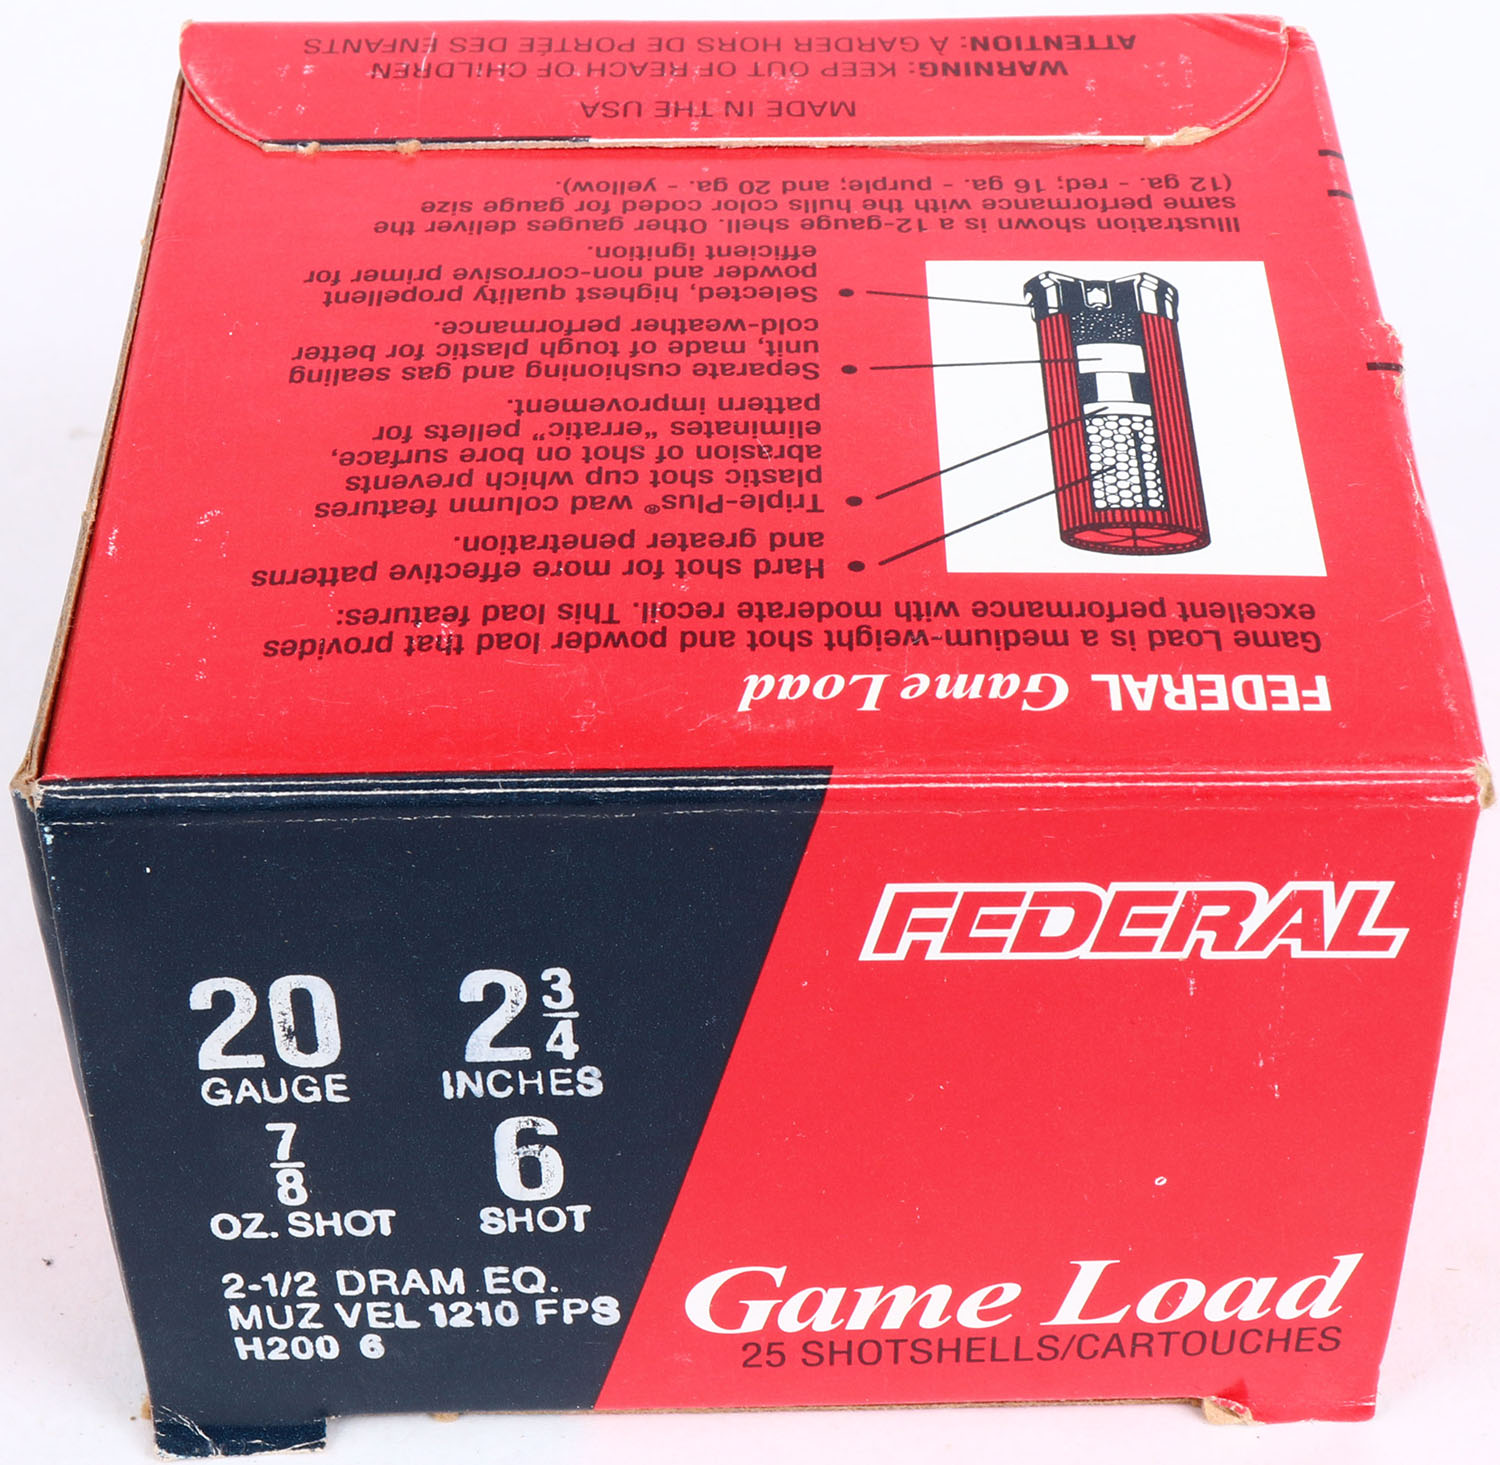 FEDERAL Game Load
Game Load is a medium-weight shot and powder load that provides
excellent performance with moderate recoil. This load features:
• Hard shot for more effective patterns
and greater penetration.
• Triple-Plus® wad column features
plastic shot cup which prevents
abrasion of shot on bore surface,
eliminates "erratic" pellets for
pattern improvement.
• Separate cushioning and gas sealing
unit, made of tough plastic for better
cold-weather performance.
• Selected, highest quality propellent
powder and non-corrosive primer for
efficient ignition.
Illustration shown is a 12-gauge shell. Other gauges deliver the
same performance with the hulls color coded for gauge size
(12 ga. - red; 16 ga. - purple; and 20 ga. - yellow).
MADE IN THE USA
WARNING: KEEP OUT OF REACH OF CHILDREN
ATTENTION: À GARDER HORS DE PORTÉE DES ENFANTS
FEDERAL
20 2 3/4
GAUGE INCHES
7/8 6
OZ. SHOT SHOT
2-1/2 DRAM EQ.
MUZ VEL 1210 FPS
H200 6
Game Load
25 SHOTSHELLS/CARTOUCHES